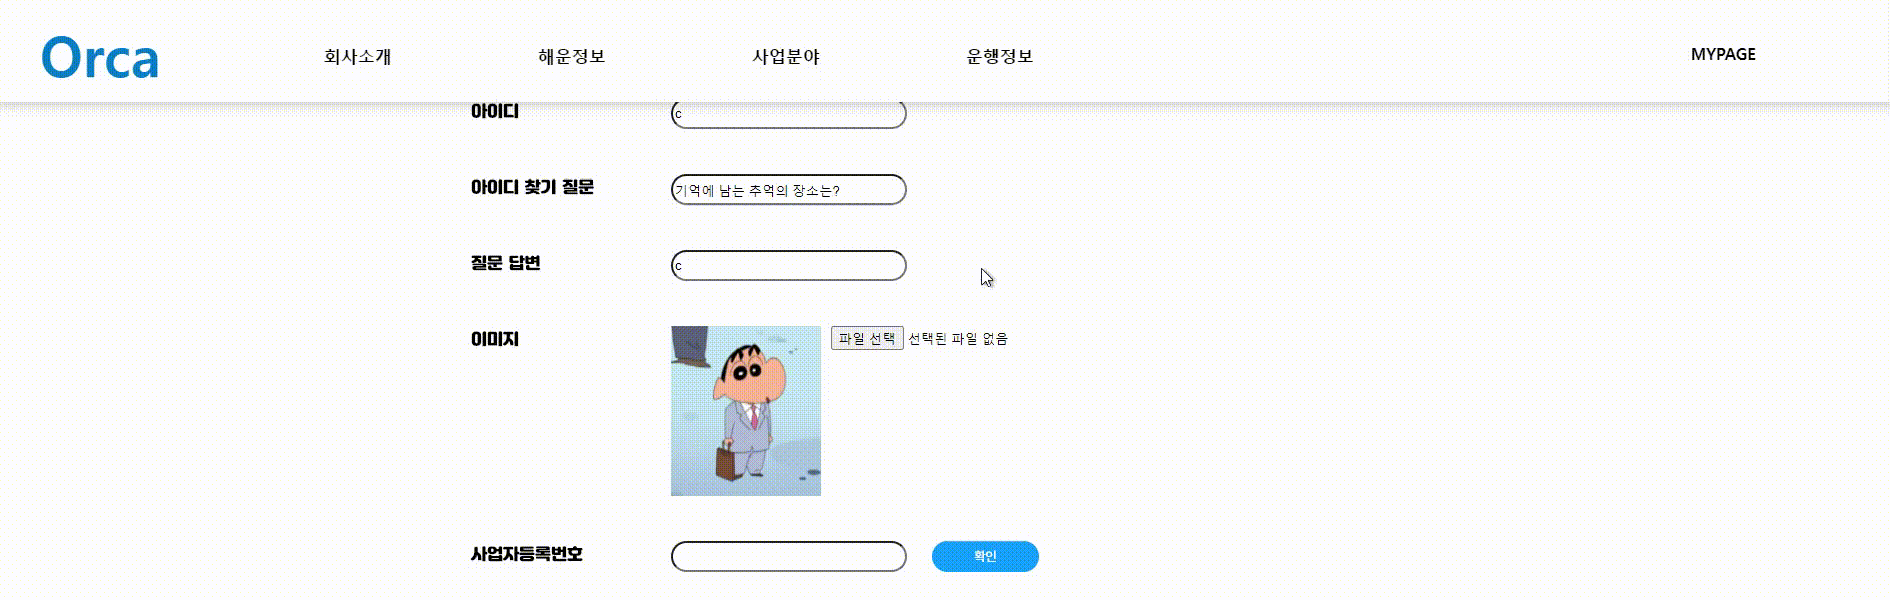 Orca 회사소개 해운정보 사업분야 운행정보 MYPAGE
아이디 c
아이디 찾기 질문 기억에 남는 추억의 장소는?
질문 답변 c
이미지 파일 선택 선택된 파일 없음
사업자등록번호 확인